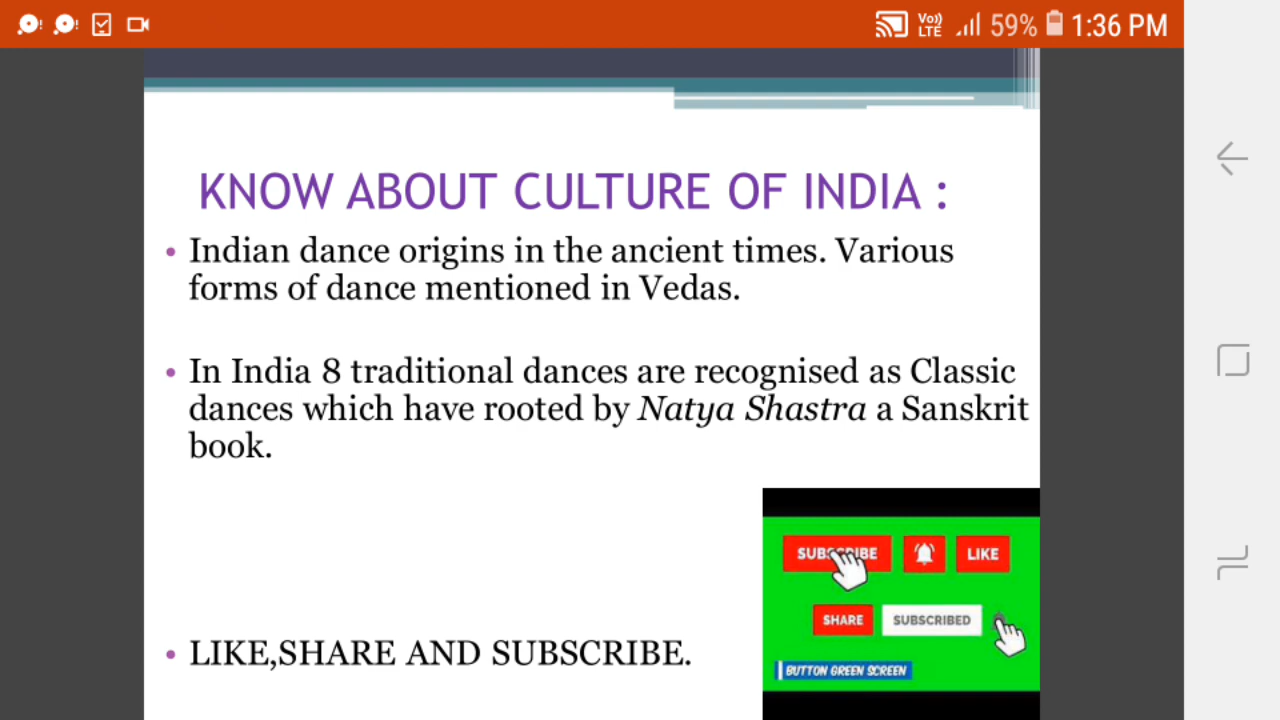 Vo))
LTE
59%
1:36 PM
KNOW ABOUT CULTURE OF INDIA :
• Indian dance origins in the ancient times. Various
forms of dance mentioned in Vedas.
• In India 8 traditional dances are recognised as Classic
dances which have rooted by Natya Shastra a Sanskrit
book.
• LIKE,SHARE AND SUBSCRIBE.
SUBSCRIBE
LIKE
SHARE
SUBSCRIBED
BUTTON GREEN SCREEN